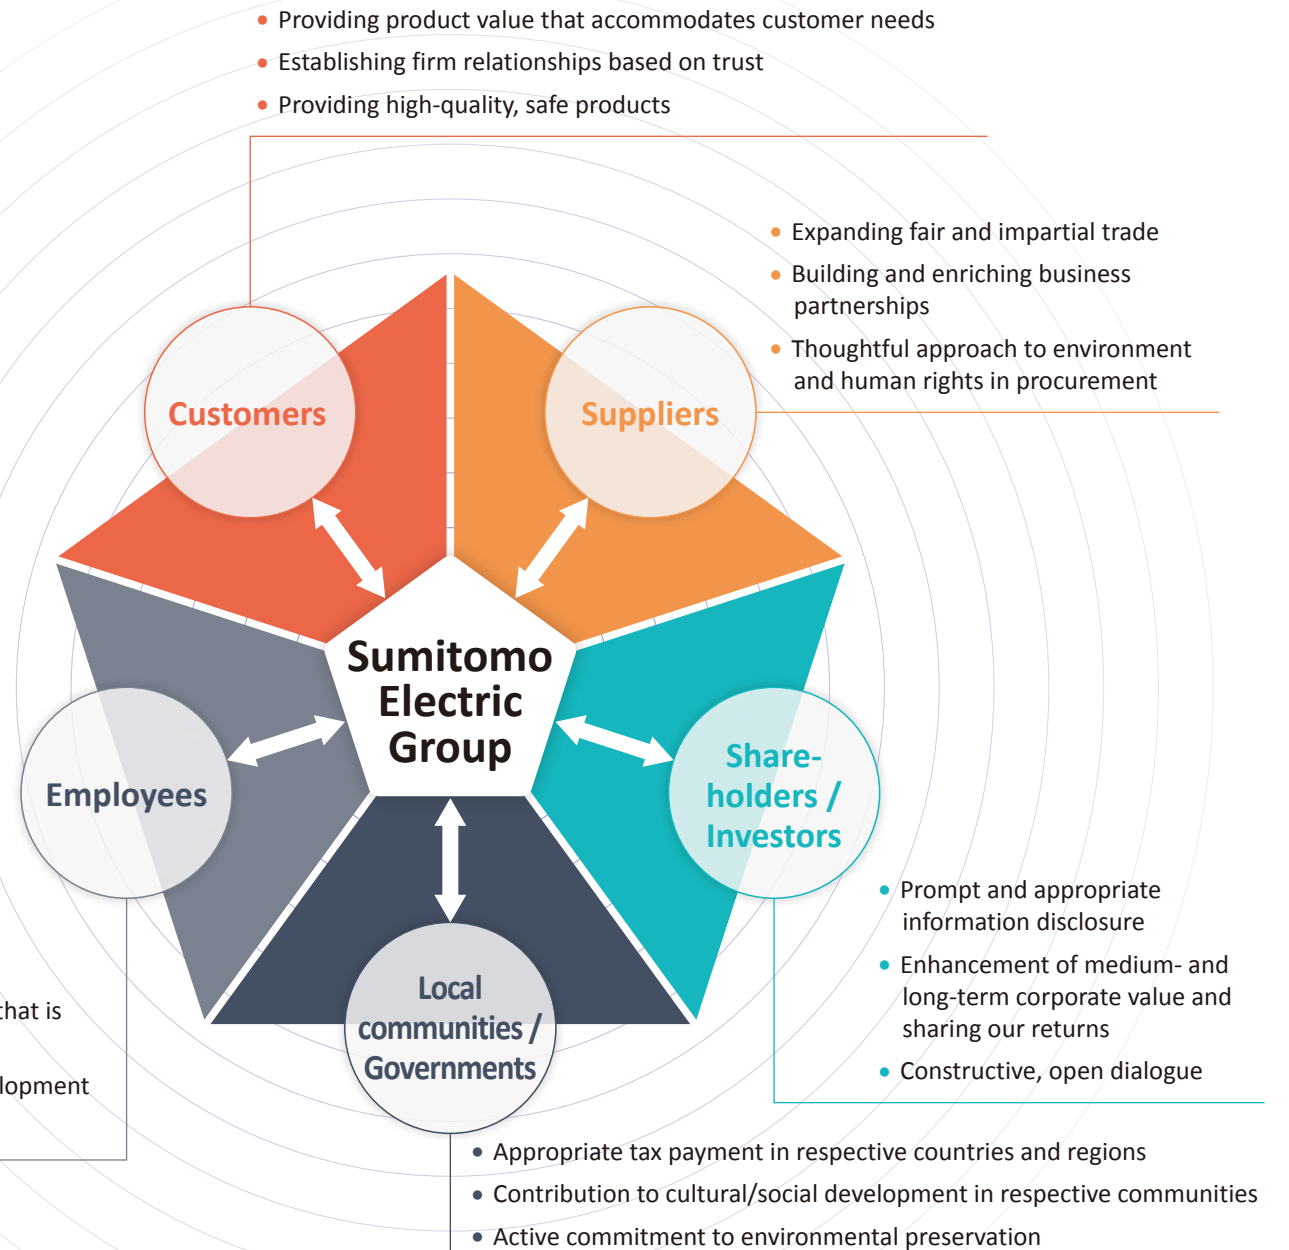 • Providing product value that accommodates customer needs
• Establishing firm relationships based on trust
• Providing high-quality, safe products
• Expanding fair and impartial trade
• Building and enriching business
partnerships
• Thoughtful approach to environment
and human rights in procurement
Customers
Suppliers
Sumitomo
Electric
Group
Employees
Share-
holders /
Investors
• Prompt and appropriate
information disclosure
• Enhancement of medium- and
long-term corporate value and
sharing our returns
• Constructive, open dialogue
that is
Local
communities /
Governments
• Appropriate tax payment in respective countries and regions
• Contribution to cultural/social development in respective communities
• Active commitment to environmental preservation